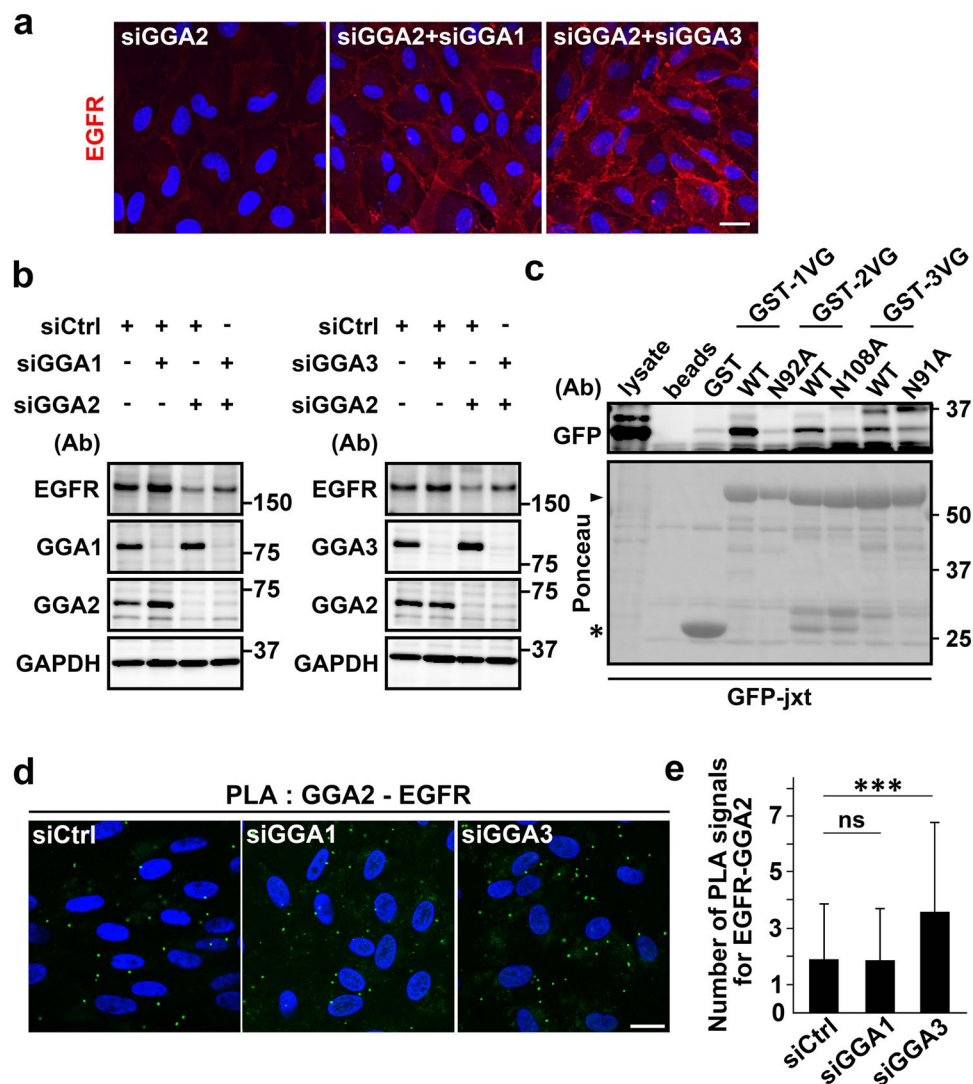 a
siGGA2
siGGA2+siGGA1
siGGA2+siGGA3
EGFR
b
siCtrl + + + -
siGGA1 - + - +
siGGA2 - - + +
(Ab)
EGFR
-150
GGA1
-75
GGA2
75
GAPDH
-37
siCtrl + + + -
siGGA3 - + - +
siGGA2 - - + +
(Ab)
EGFR
-150
GGA3
75
GGA2
75
GAPDH
-37
c
GST-1VG
GST-2VG
GST-3VG
(Ab) lysate beads GST WT N92A WT N108A WT N91A
GFP
37
Ponceau
50
37
*
25
GFP-jxt
d
PLA : GGA2 - EGFR
siCtrl
siGGA1
siGGA3
e
Number of PLA signals
for EGFR-GGA2
7
5
3
1
0
***
ns
siCtrl
siGGA1
siGGA3